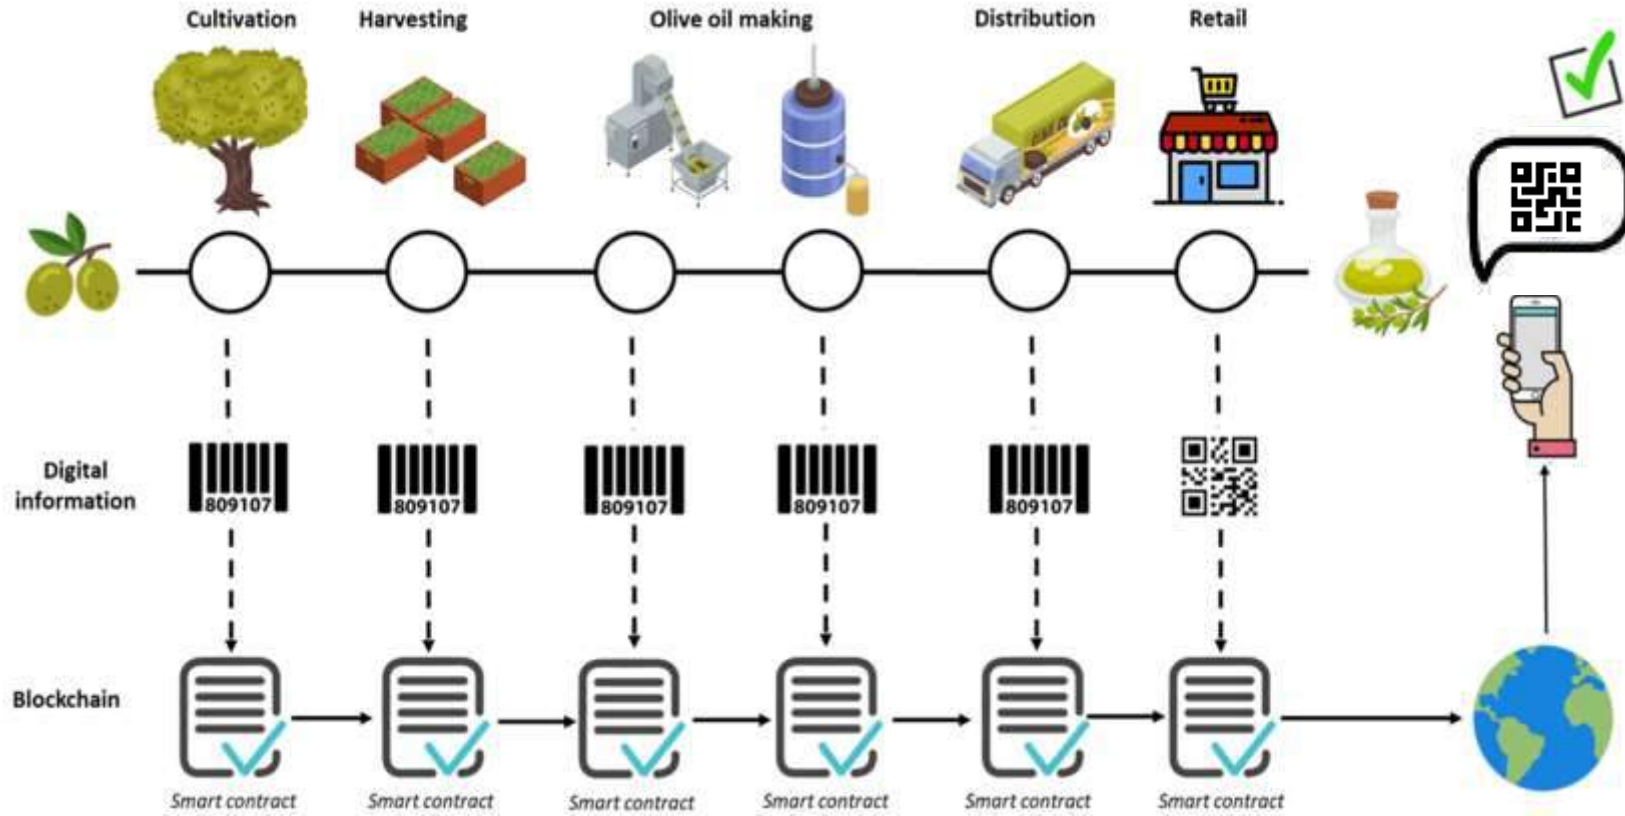 Cultivation
Harvesting
Olive oil making
Distribution
Retail
Digital
information
809107
809107
809107
809107
809107
Blockchain
Smart contract
Smart contract
Smart contract
Smart contract
Smart contract
Smart contract